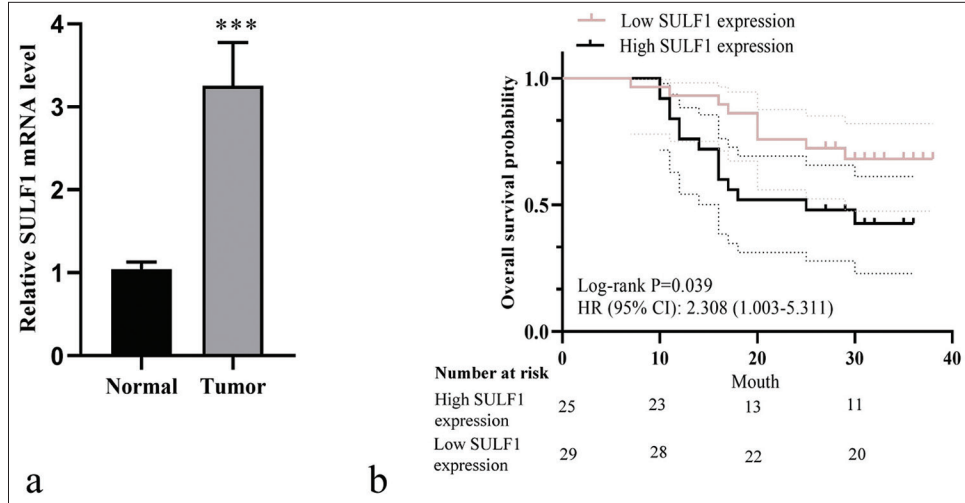 Relative SULF1 mRNA level
4
3
2
1
0
***
Normal Tumor
a
Low SULF1 expression
High SULF1 expression
Overall survival probability
1.0
0.5
0.0
Log-rank P=0.039
HR (95% CI): 2.308 (1.003-5.311)
0 10 20 30 40
Mouth
Number at risk
High SULF1
expression
25 23 13 11
Low SULF1
expression
29 28 22 20
b